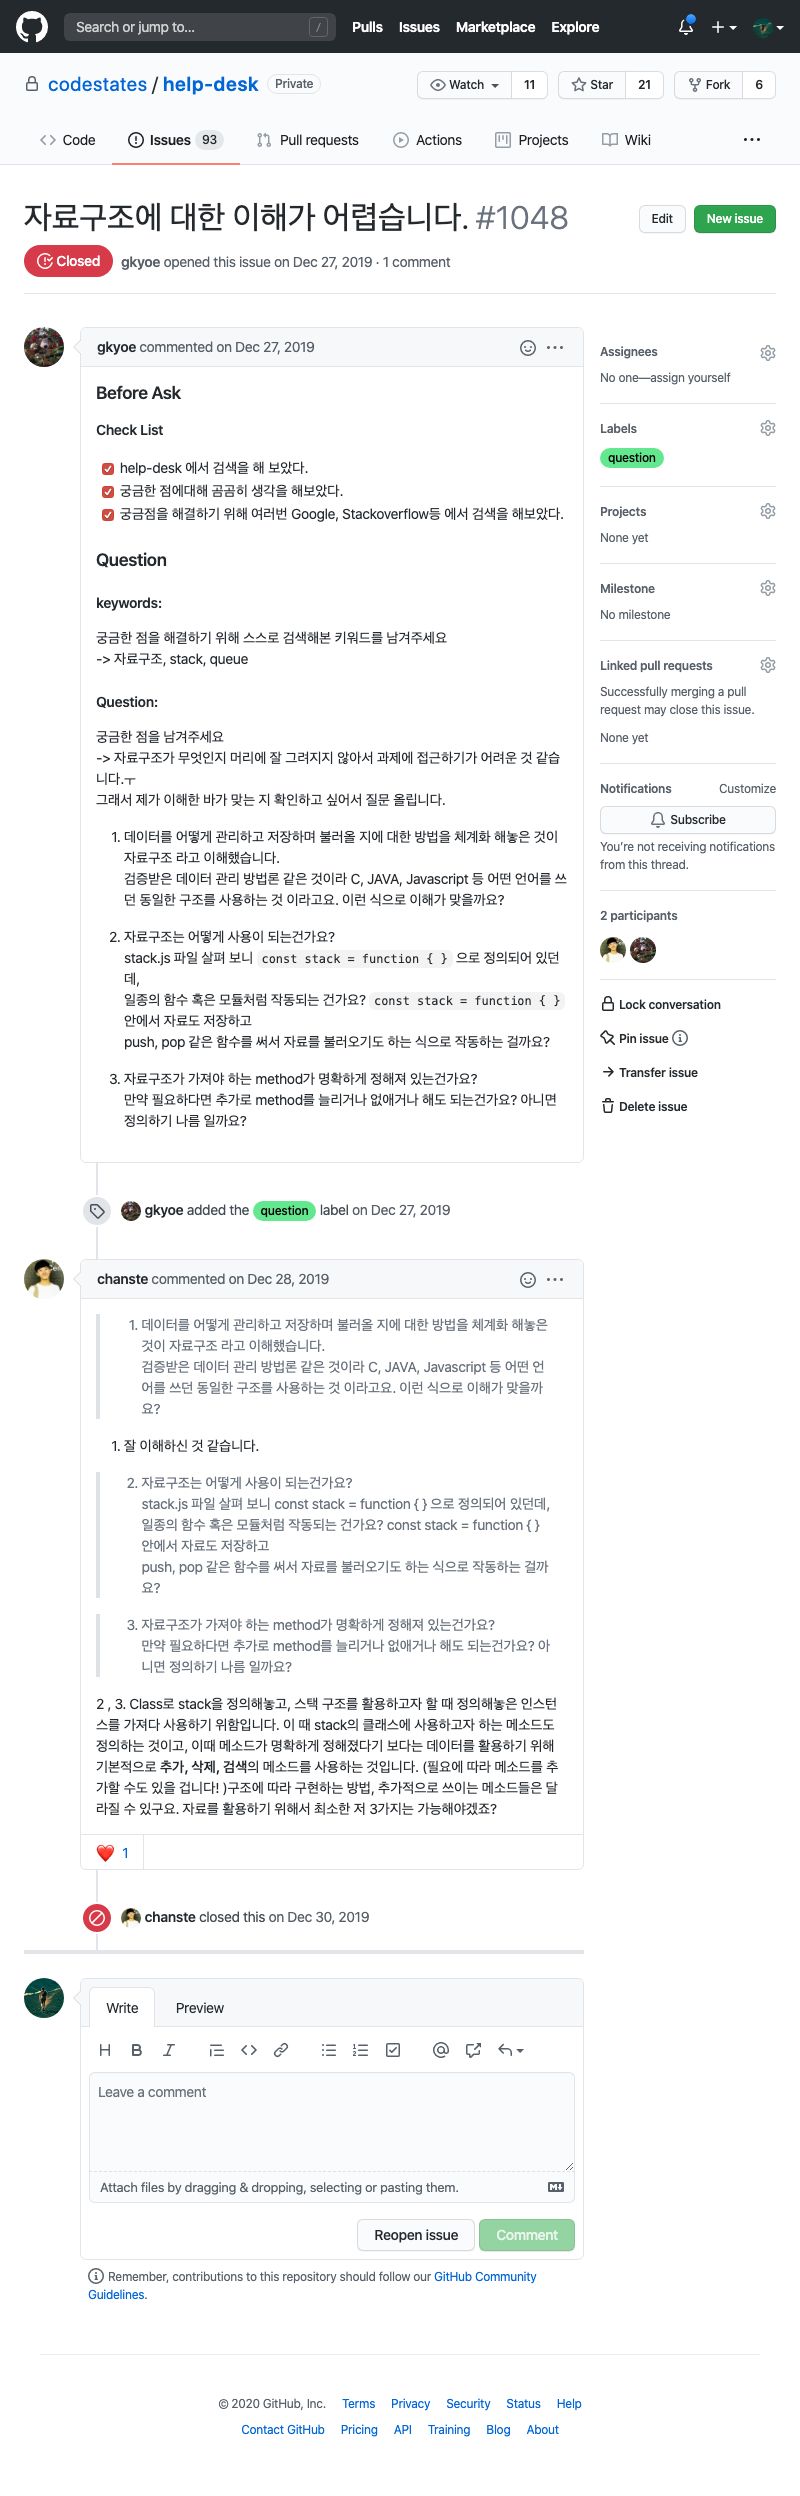 Search or jump to... /
Pulls Issues Marketplace Explore
codestates / help-desk Private
Watch 11 Star 21 Fork 6
Code Issues 93 Pull requests Actions Projects Wiki ...
자료구조에 대한 이해가 어렵습니다. #1048
Edit New issue
Closed gkyoe opened this issue on Dec 27, 2019 · 1 comment
gkyoe commented on Dec 27, 2019 ...
Before Ask
Check List
help-desk 에서 검색을 해 보았다.
궁금한 점에대해 곰곰히 생각을 해보았다.
궁금점을 해결하기 위해 여러번 Google, Stackoverflow등 에서 검색을 해보았다.
Question
keywords:
궁금한 점을 해결하기 위해 스스로 검색해본 키워드를 남겨주세요
-> 자료구조, stack, queue
Question:
궁금한 점을 남겨주세요
-> 자료구조가 무엇인지 머리에 잘 그려지지 않아서 과제에 접근하기가 어려운 것 같습
니다.ㅜ
그래서 제가 이해한 바가 맞는 지 확인하고 싶어서 질문 올립니다.
1. 데이터를 어떻게 관리하고 저장하며 불러올 지에 대한 방법을 체계화 해놓은 것이
자료구조 라고 이해했습니다.
검증받은 데이터 관리 방법론 같은 것이라 C, JAVA, Javascript 등 어떤 언어를 쓰
던 동일한 구조를 사용하는 것 이라고요. 이런 식으로 이해가 맞을까요?
2. 자료구조는 어떻게 사용이 되는건가요?
stack.js 파일 살펴 보니 const stack = function { } 으로 정의되어 있던
데,
일종의 함수 혹은 모듈처럼 작동되는 건가요? const stack = function { }
안에서 자료도 저장하고
push, pop 같은 함수를 써서 자료를 불러오기도 하는 식으로 작동하는 걸까요?
3. 자료구조가 가져야 하는 method가 명확하게 정해져 있는건가요?
만약 필요하다면 추가로 method를 늘리거나 없애거나 해도 되는건가요? 아니면
정의하기 나름 일까요?
Assignees
No one—assign yourself
Labels
question
Projects
None yet
Milestone
No milestone
Linked pull requests
Successfully merging a pull
request may close this issue.
None yet
Notifications Customize
Subscribe
You're not receiving notifications
from this thread.
2 participants
Lock conversation
Pin issue
Transfer issue
Delete issue
gkyoe added the question label on Dec 27, 2019
chanste commented on Dec 28, 2019 ...
1. 데이터를 어떻게 관리하고 저장하며 불러올 지에 대한 방법을 체계화 해놓은
것이 자료구조 라고 이해했습니다.
검증받은 데이터 관리 방법론 같은 것이라 C, JAVA, Javascript 등 어떤 언
어를 쓰던 동일한 구조를 사용하는 것 이라고요. 이런 식으로 이해가 맞을까
요?
1. 잘 이해하신 것 같습니다.
2. 자료구조는 어떻게 사용이 되는건가요?
stack.js 파일 살펴 보니 const stack = function { } 으로 정의되어 있던데,
일종의 함수 혹은 모듈처럼 작동되는 건가요? const stack = function { }
안에서 자료도 저장하고
push, pop 같은 함수를 써서 자료를 불러오기도 하는 식으로 작동하는 걸까
요?
3. 자료구조가 가져야 하는 method가 명확하게 정해져 있는건가요?
만약 필요하다면 추가로 method를 늘리거나 없애거나 해도 되는건가요? 아
니면 정의하기 나름 일까요?
2 , 3. Class로 stack을 정의해놓고, 스택 구조를 활용하고자 할 때 정의해놓은 인스턴
스를 가져다 사용하기 위함입니다. 이 때 stack의 클래스에 사용하고자 하는 메소드도
정의하는 것이고, 이때 메소드가 명확하게 정해졌다기 보다는 데이터를 활용하기 위해
기본적으로 추가, 삭제, 검색의 메소드를 사용하는 것입니다. (필요에 따라 메소드를 추
가할 수도 있을 겁니다! )구조에 따라 구현하는 방법, 추가적으로 쓰이는 메소드들은 달
라질 수 있구요. 자료를 활용하기 위해서 최소한 저 3가지는 가능해야겠죠?
❤️ 1
chanste closed this on Dec 30, 2019
Write Preview
H B I
Leave a comment
Attach files by dragging & dropping, selecting or pasting them.
Reopen issue Comment
Remember, contributions to this repository should follow our GitHub Community
Guidelines.
© 2020 GitHub, Inc. Terms Privacy Security Status Help
Contact GitHub Pricing API Training Blog About